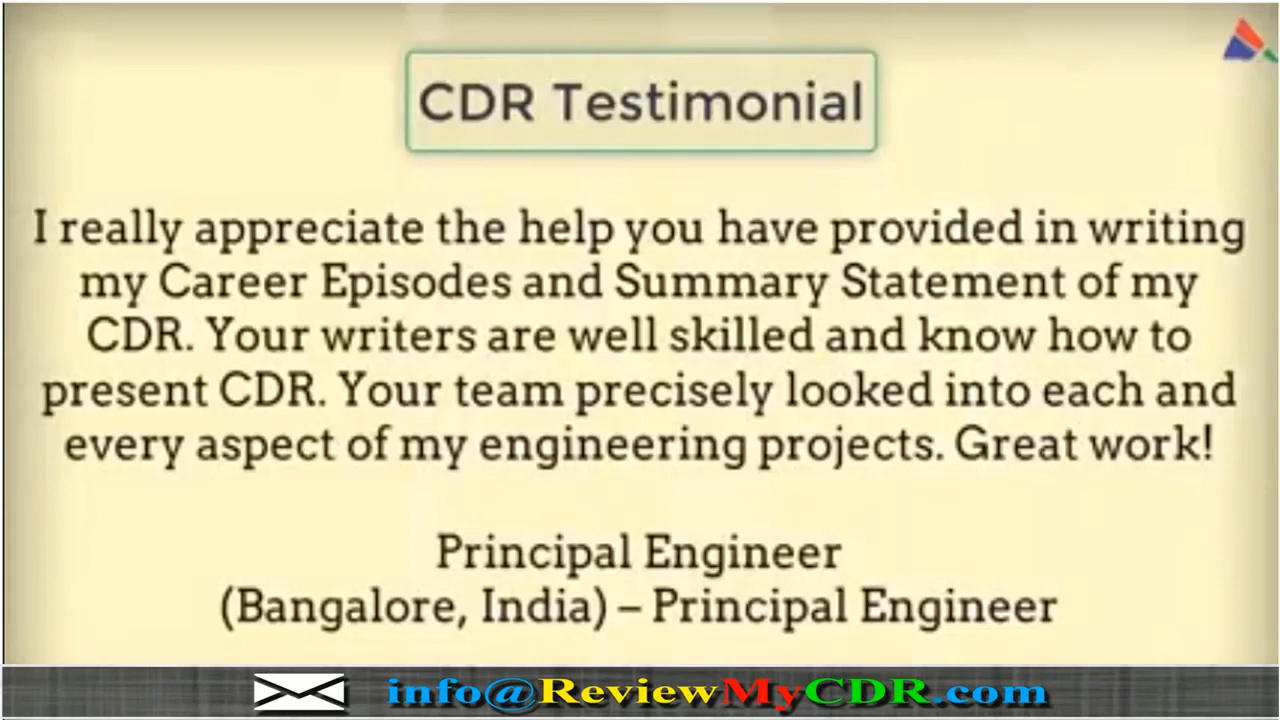 CDR Testimonial
I really appreciate the help you have provided in writing
my Career Episodes and Summary Statement of my
CDR. Your writers are well skilled and know how to
present CDR. Your team precisely looked into each and
every aspect of my engineering projects. Great work!
Principal Engineer
(Bangalore, India) – Principal Engineer
info@ReviewMyCDR.com